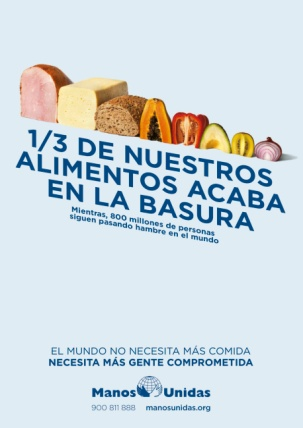 1/3 DE NUESTROS
ALIMENTOS ACABA
EN LA BASURA
Mientras, 800 millones de personas
siguen pasando hambre en el mundo
EL MUNDO NO NECESITA MÁS COMIDA
NECESITA MÁS GENTE COMPROMETIDA
Manos Unidas
900 811 888 manosunidas.org